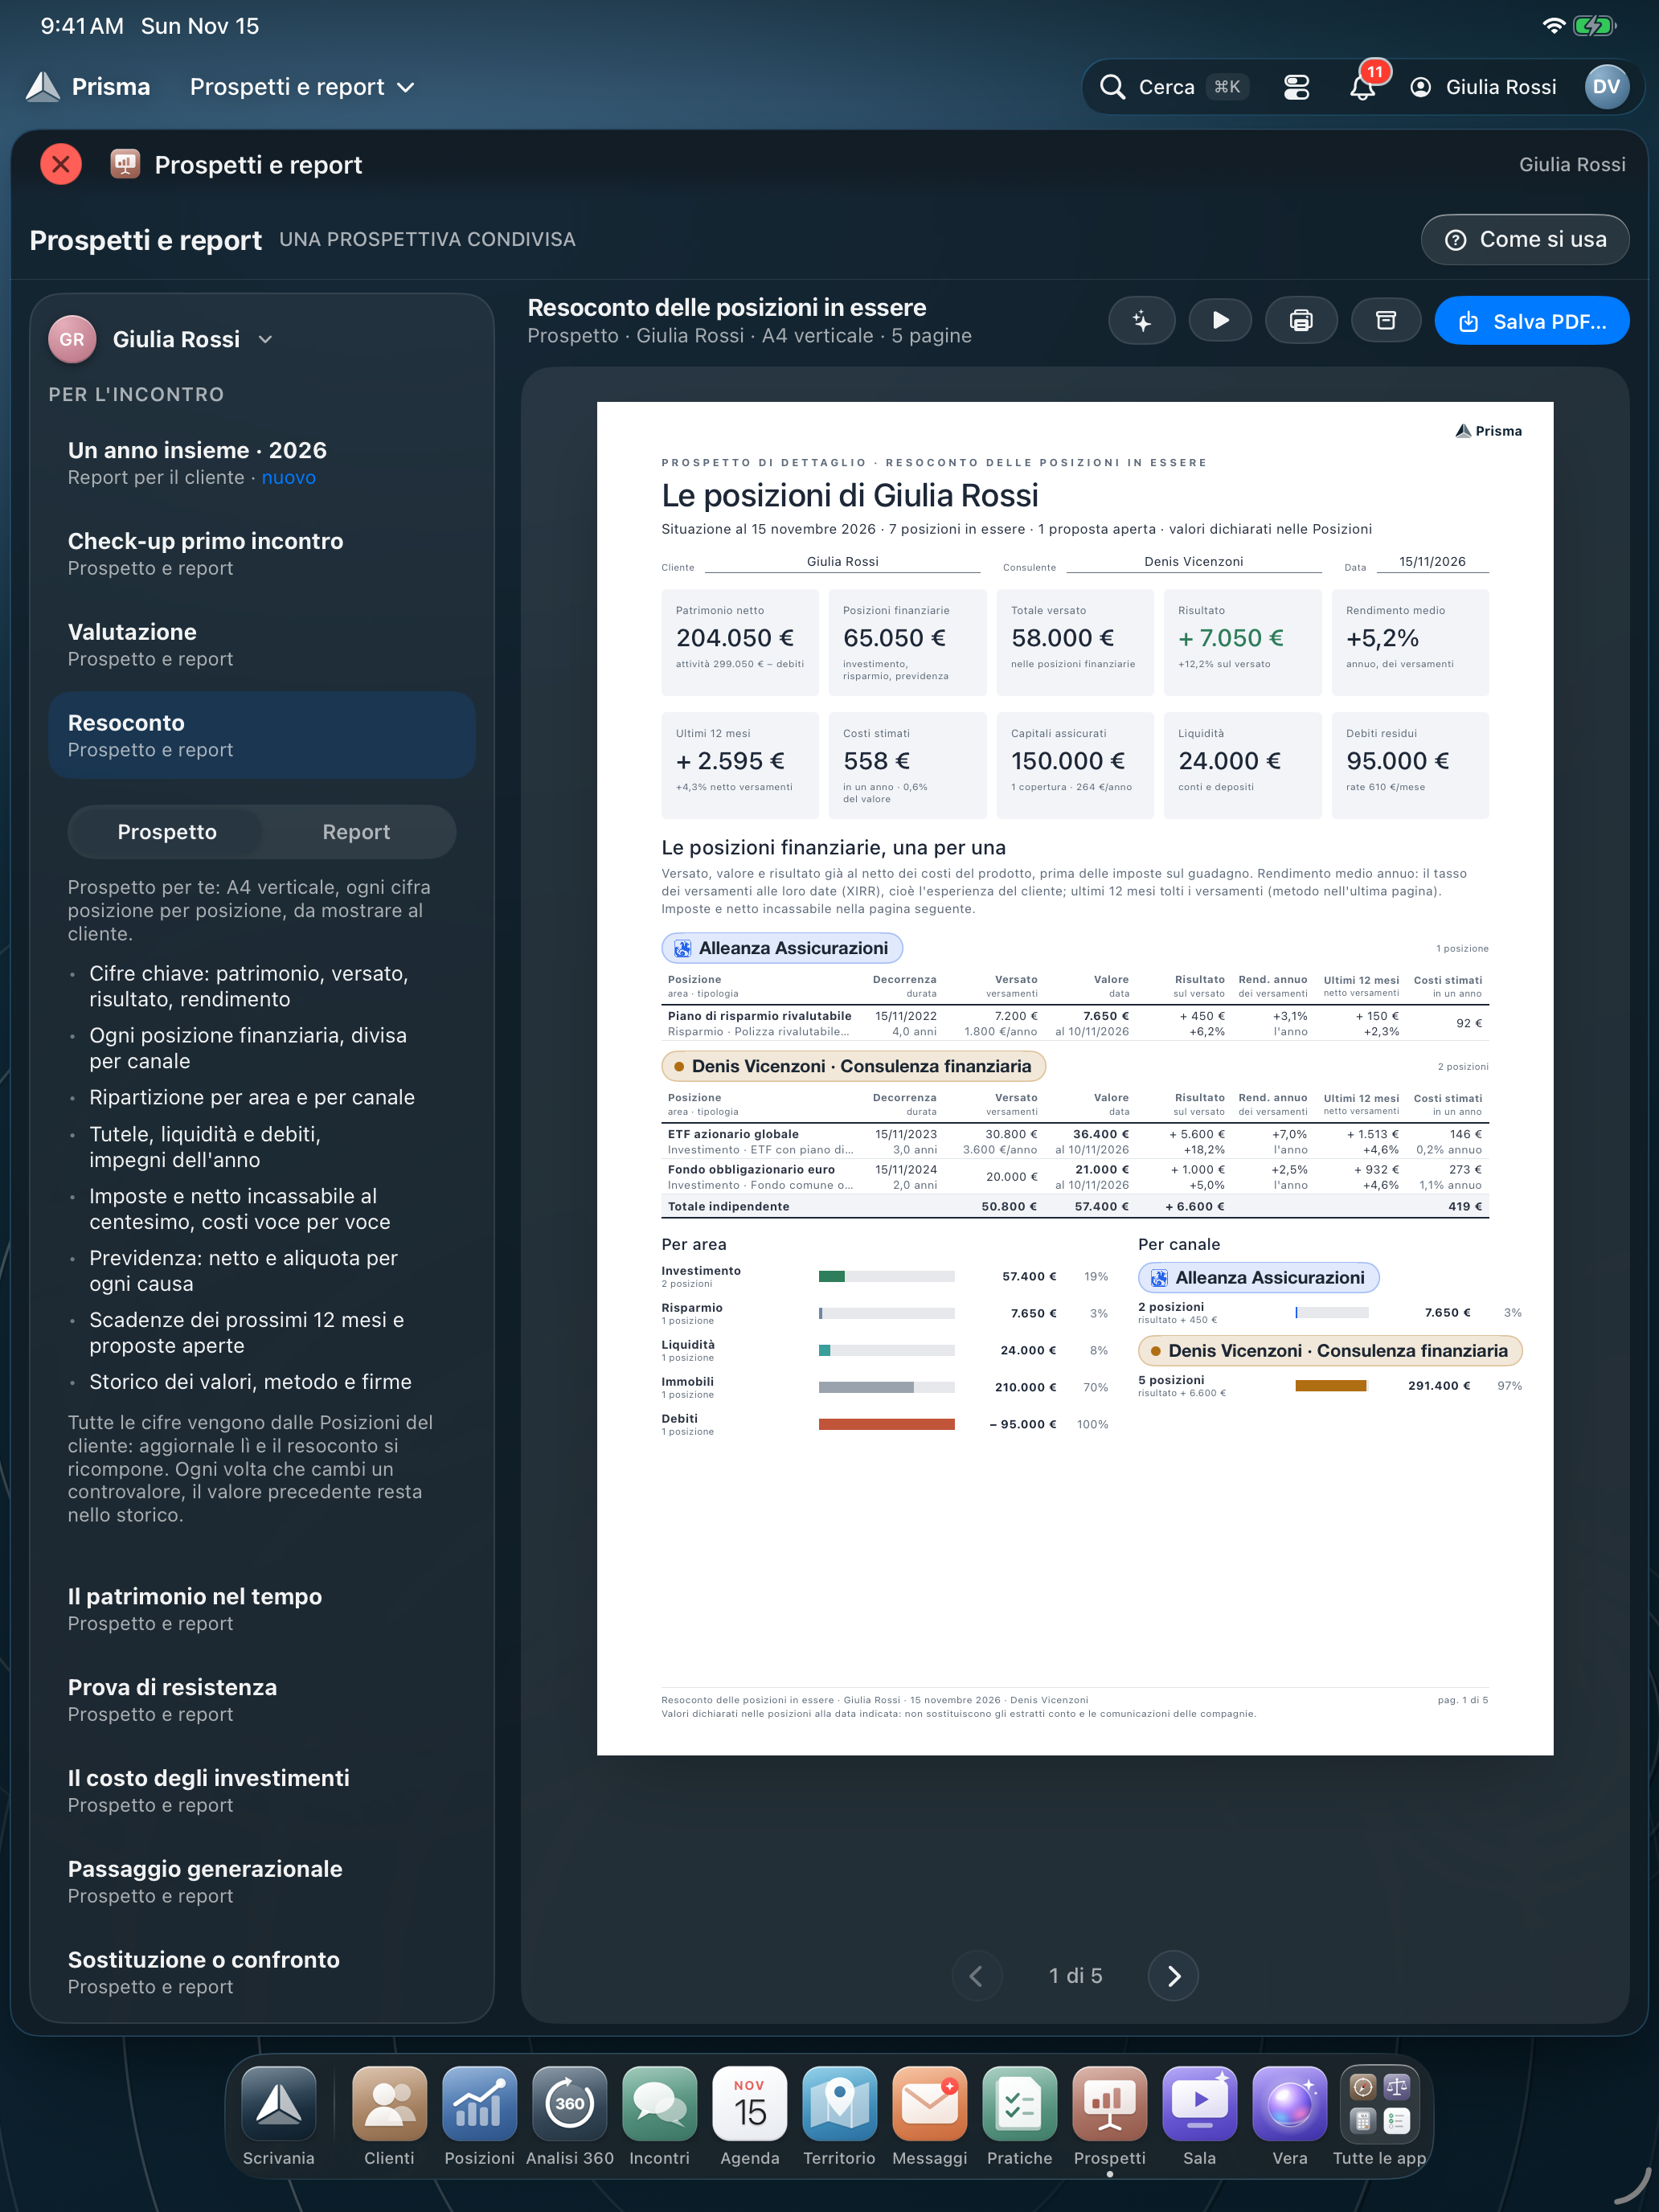 9:41 AM Sun Nov 15
Prisma
Prospetti e report
Cerca ⌘K
11
Giulia Rossi
DV
Prospetti e report
Giulia Rossi
Prospetti e report UNA PROSPETTIVA CONDIVISA
Come si usa
GR Giulia Rossi
PER L'INCONTRO
Un anno insieme · 2026
Report per il cliente · nuovo
Check-up primo incontro
Prospetto e report
Valutazione
Prospetto e report
Resoconto
Prospetto e report
Prospetto Report
Prospetto per te: A4 verticale, ogni cifra
posizione per posizione, da mostrare al
cliente.
· Cifre chiave: patrimonio, versato,
risultato, rendimento
· Ogni posizione finanziaria, divisa
per canale
· Ripartizione per area e per canale
· Tutele, liquidità e debiti,
impegni dell'anno
· Imposte e netto incassabile al
centesimo, costi voce per voce
· Previdenza: netto e aliquota per
ogni causa
· Scadenze dei prossimi 12 mesi e
proposte aperte
· Storico dei valori, metodo e firme
Tutte le cifre vengono dalle Posizioni del
cliente: aggiornale lì e il resoconto si
ricompone. Ogni volta che cambi un
controvalore, il valore precedente resta
nello storico.
Il patrimonio nel tempo
Prospetto e report
Prova di resistenza
Prospetto e report
Il costo degli investimenti
Prospetto e report
Passaggio generazionale
Prospetto e report
Sostituzione o confronto
Prospetto e report
Resoconto delle posizioni in essere
Prospetto · Giulia Rossi · A4 verticale · 5 pagine
Salva PDF...
Prisma
PROSPETTO DI DETTAGLIO · RESOCONTO DELLE POSIZIONI IN ESSERE
Le posizioni di Giulia Rossi
Situazione al 15 novembre 2026 · 7 posizioni in essere · 1 proposta aperta · valori dichiarati nelle Posizioni
Cliente Giulia Rossi Consulente Denis Vicenzoni Data 15/11/2026
Patrimonio netto
204.050 €
attività 299.050 € – debiti
Posizioni finanziarie
65.050 €
investimento,
risparmio, previdenza
Totale versato
58.000 €
nelle posizioni finanziarie
Risultato
+ 7.050 €
+12,2% sul versato
Rendimento medio
+5,2%
annuo, dei versamenti
Ultimi 12 mesi
+ 2.595 €
+4,3% netto versamenti
Costi stimati
558 €
in un anno · 0,6%
del valore
Capitali assicurati
150.000 €
1 copertura · 264 €/anno
Liquidità
24.000 €
conti e depositi
Debiti residui
95.000 €
rate 610 €/mese
Le posizioni finanziarie, una per una
Versato, valore e risultato già al netto dei costi del prodotto, prima delle imposte sul guadagno. Rendimento medio annuo: il tasso
dei versamenti alle loro date (XIRR), cioè l'esperienza del cliente; ultimi 12 mesi tolti i versamenti (metodo nell'ultima pagina).
Imposte e netto incassabile nella pagina seguente.
Alleanza Assicurazioni 1 posizione
Posizione Decorrenza Versato Valore Risultato Rend. annuo Ultimi 12 mesi Costi stimati
area · tipologia durata versamenti data sul versato dei versamenti netto versamenti in un anno
Piano di risparmio rivalutabile 15/11/2022 7.200 € 7.650 € + 450 € +3,1% + 150 € 92 €
Risparmio · Polizza rivalutabile... 4,0 anni 1.800 €/anno al 10/11/2026 +6,2% l'anno +2,3%
Denis Vicenzoni · Consulenza finanziaria 2 posizioni
Posizione Decorrenza Versato Valore Risultato Rend. annuo Ultimi 12 mesi Costi stimati
area · tipologia durata versamenti data sul versato dei versamenti netto versamenti in un anno
ETF azionario globale 15/11/2023 30.800 € 36.400 € + 5.600 € +7,0% + 1.513 € 146 €
Investimento · ETF con piano di... 3,0 anni 3.600 €/anno al 10/11/2026 +18,2% l'anno +4,6% 0,2% annuo
Fondo obbligazionario euro 15/11/2024 20.000 € 21.000 € + 1.000 € +2,5% + 932 € 273 €
Investimento · Fondo comune o... 2,0 anni al 10/11/2026 +5,0% l'anno +4,6% 1,1% annuo
Totale indipendente 50.800 € 57.400 € + 6.600 € 419 €
Per area
Investimento 57.400 € 19%
2 posizioni
Risparmio 7.650 € 3%
1 posizione
Liquidità 24.000 € 8%
1 posizione
Immobili 210.000 € 70%
1 posizione
Debiti – 95.000 € 100%
1 posizione
Per canale
Alleanza Assicurazioni
2 posizioni 7.650 € 3%
risultato + 450 €
Denis Vicenzoni · Consulenza finanziaria
5 posizioni 291.400 € 97%
risultato + 6.600 €
Resoconto delle posizioni in essere · Giulia Rossi · 15 novembre 2026 · Denis Vicenzoni pag. 1 di 5
Valori dichiarati nelle posizioni alla data indicata: non sostituiscono gli estratti conto e le comunicazioni delle compagnie.
1 di 5
360
NOV
15
Scrivania Clienti Posizioni Analisi 360 Incontri Agenda Territorio Messaggi Pratiche Prospetti Sala Vera Tutte le app